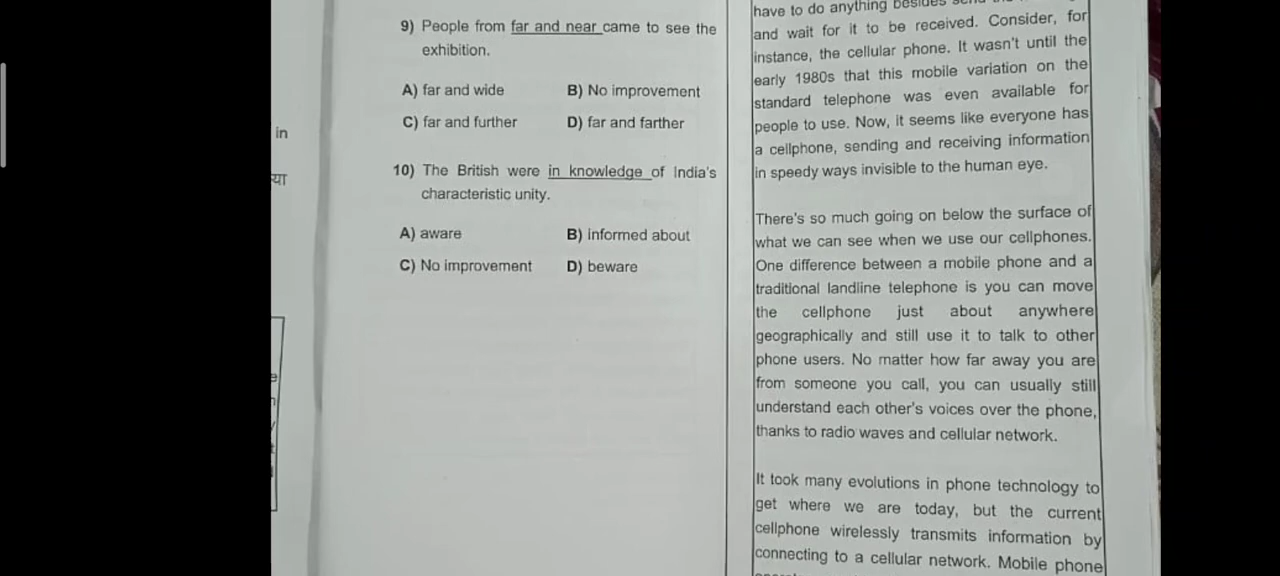 in
या
9) People from far and near came to see the
exhibition.
A) far and wide B) No improvement
C) far and further D) far and farther
10) The British were in knowledge of India's
characteristic unity.
A) aware B) informed about
C) No improvement D) beware
have to do anything besides
and wait for it to be received. Consider, for
instance, the cellular phone. It wasn't until the
early 1980s that this mobile variation on the
standard telephone was even available for
people to use. Now, it seems like everyone has
a cellphone, sending and receiving information
in speedy ways invisible to the human eye.
There's so much going on below the surface of
what we can see when we use our cellphones.
One difference between a mobile phone and a
traditional landline telephone is you can move
the cellphone just about anywhere
geographically and still use it to talk to other
phone users. No matter how far away you are
from someone you call, you can usually still
understand each other's voices over the phone,
thanks to radio waves and cellular network.
It took many evolutions in phone technology to
get where we are today, but the current
cellphone wirelessly transmits information by
connecting to a cellular network. Mobile phone